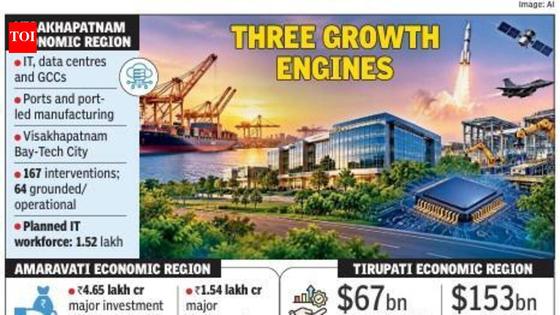 Image: AI
TOI
AKHAPATNAM
ECONOMIC REGION
• IT, data centres
and GCCs
• Ports and port-
led manufacturing
• Visakhapatnam
Bay-Tech City
• 167 interventions;
64 grounded/
operational
• Planned IT
workforce: 1.52 lakh
THREE GROWTH
ENGINES
AMARAVATI ECONOMIC REGION
• ₹4.65 lakh cr
major investment
• ₹1.54 lakh cr
major
TIRUPATI ECONOMIC REGION
$67bn
$153bn